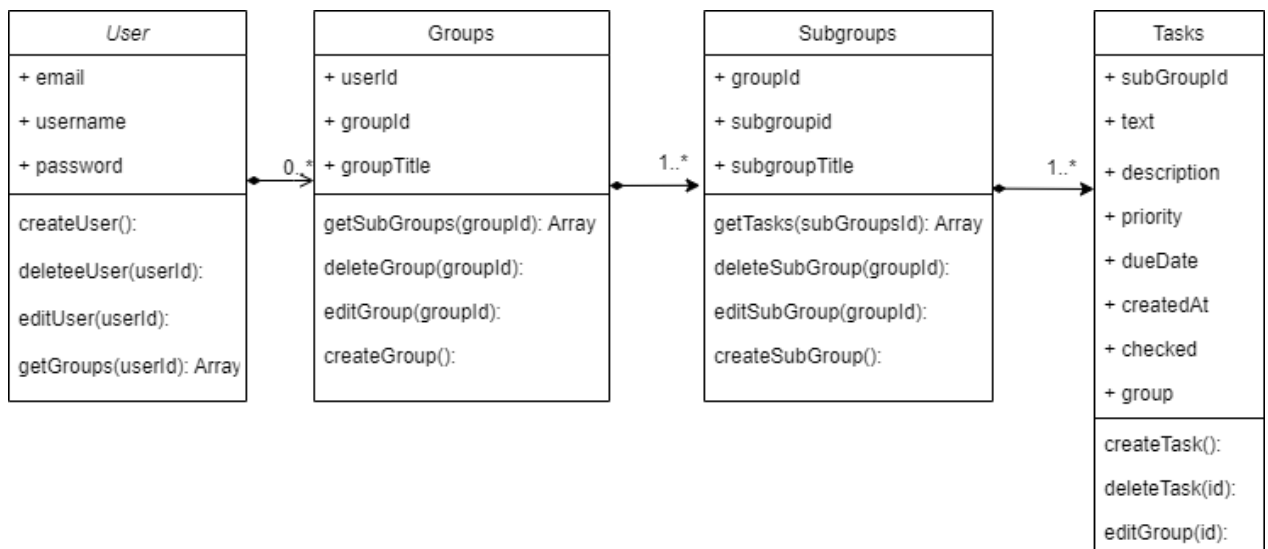 User
+ email
+ username
+ password
createUser():
deleteeUser(userId):
editUser(userId):
getGroups(userId): Array
0..*
Groups
+ userId
+ groupId
+ groupTitle
getSubGroups(groupId): Array
deleteGroup(groupId):
editGroup(groupId):
createGroup():
1..*
Subgroups
+ groupId
+ subgroupid
+ subgroupTitle
getTasks(subGroupsId): Array
deleteSubGroup(groupId):
editSubGroup(groupId):
createSubGroup():
1..*
Tasks
+ subGroupId
+ text
+ description
+ priority
+ dueDate
+ createdAt
+ checked
+ group
createTask():
deleteTask(id):
editGroup(id):